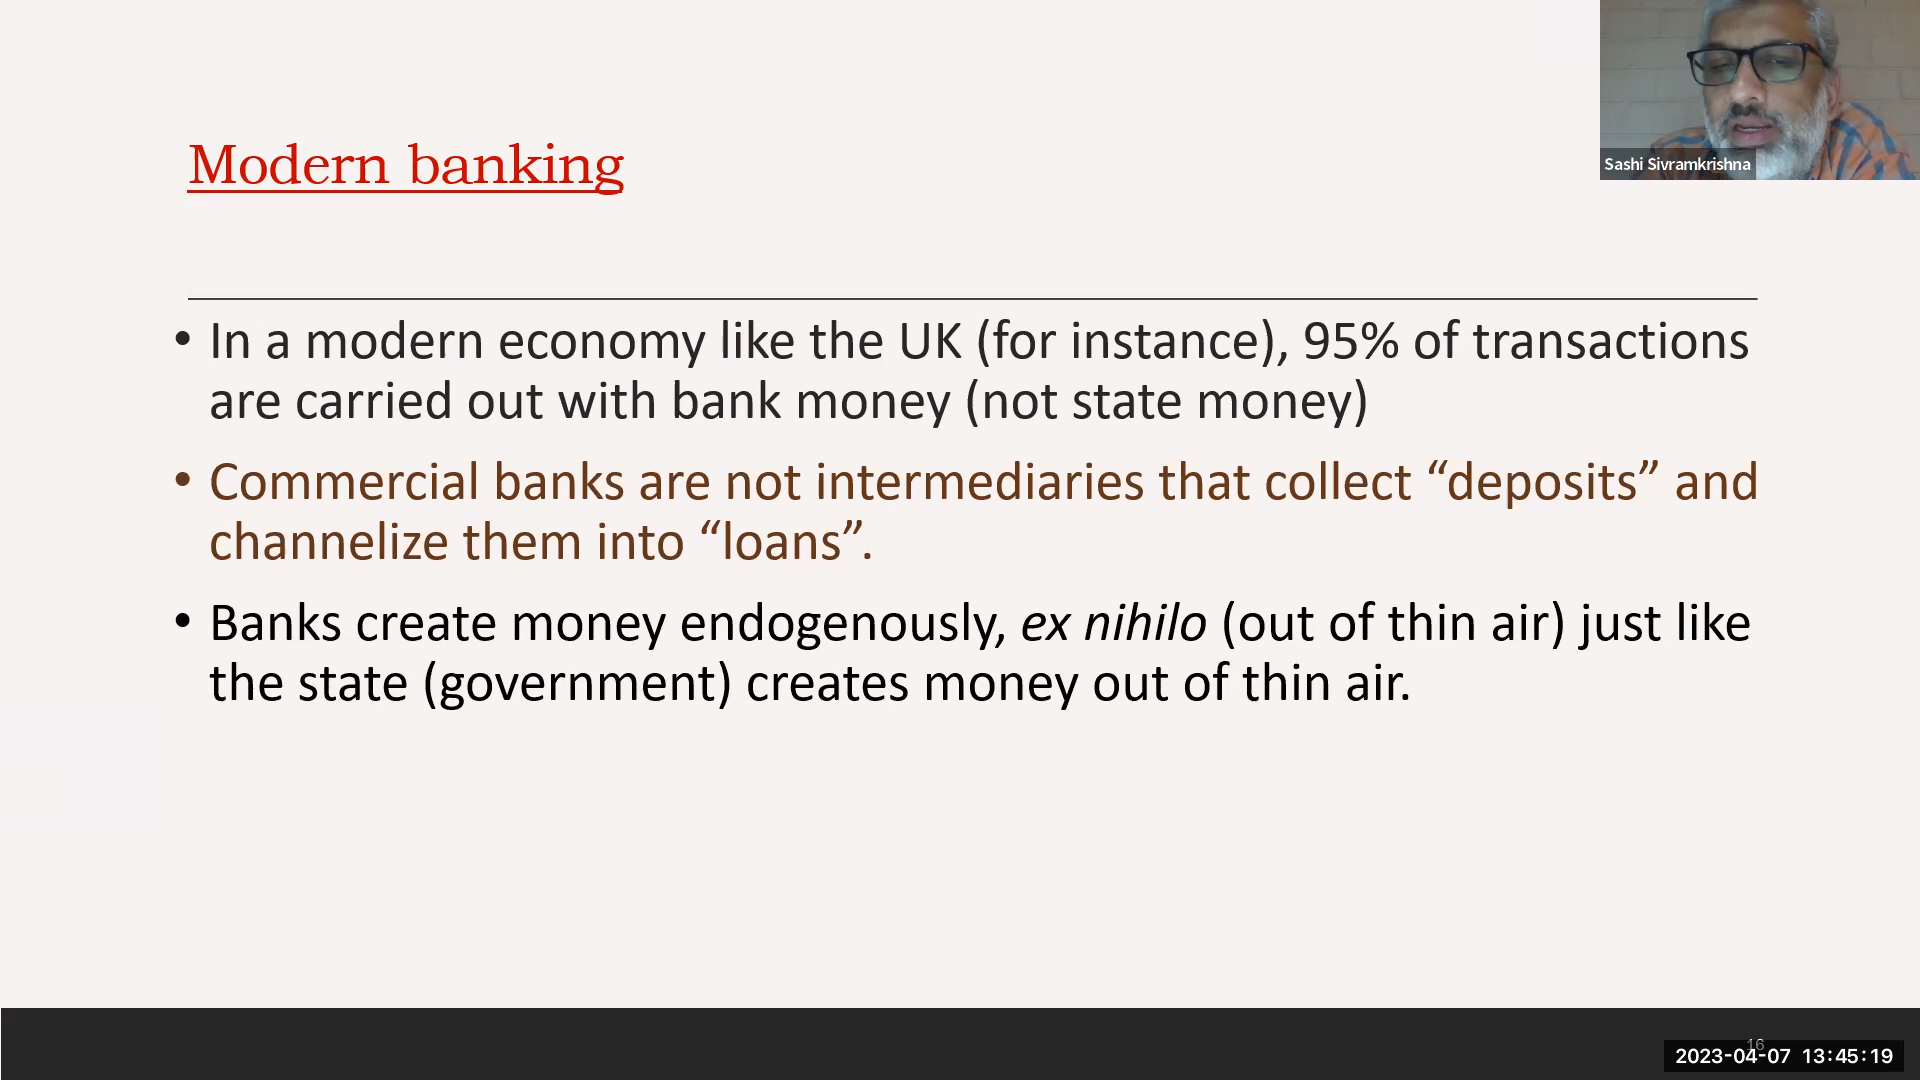 Sashi Sivramkrishna
Modern banking
• In a modern economy like the UK (for instance), 95% of transactions
are carried out with bank money (not state money)
• Commercial banks are not intermediaries that collect “deposits” and
channelize them into “loans”.
• Banks create money endogenously, ex nihilo (out of thin air) just like
the state (government) creates money out of thin air.
16
2023-04-07 13:45:19